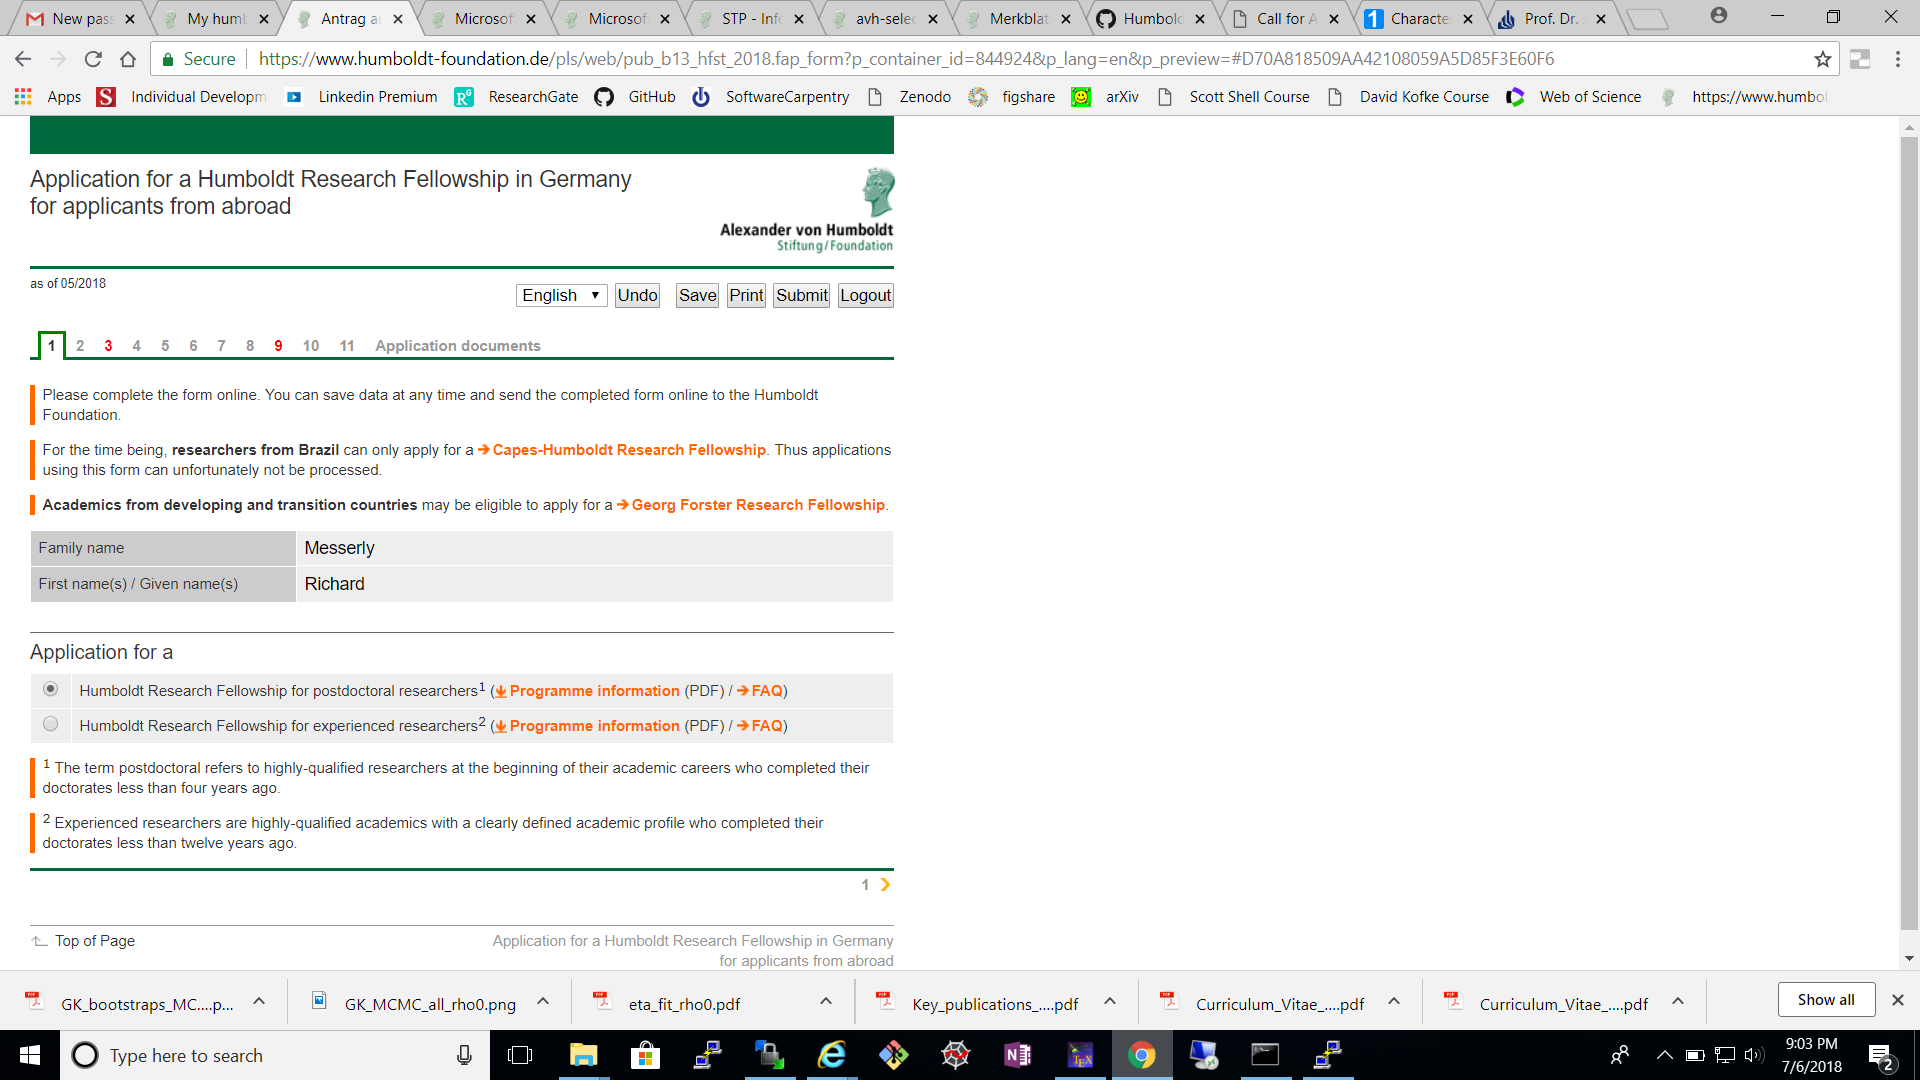 New pass
My humb
Antrag au
Microsof
Microsof
STP - Info
avh-selec
Merkblat
Humbold
Call for A
Character
Prof. Dr.
Secure
https://www.humboldt-foundation.de/pls/web/pub_b13_hfst_2018.fap_form?p_container_id=844924&p_lang=en&p_preview=#D70A818509AA42108059A5D85F3E60F6
Apps
Individual Developm
Linkedin Premium
ResearchGate
GitHub
SoftwareCarpentry
Zenodo
figshare
arXiv
Scott Shell Course
David Kofke Course
Web of Science
https://www.humbol
Application for a Humboldt Research Fellowship in Germany
for applicants from abroad
Alexander von Humboldt
Stiftung/Foundation
as of 05/2018
English
Undo
Save
Print
Submit
Logout
1 2 3 4 5 6 7 8 9 10 11 Application documents
Please complete the form online. You can save data at any time and send the completed form online to the Humboldt
Foundation.
For the time being, researchers from Brazil can only apply for a ➔Capes-Humboldt Research Fellowship. Thus applications
using this form can unfortunately not be processed.
Academics from developing and transition countries may be eligible to apply for a ➔Georg Forster Research Fellowship.
Family name Messerly
First name(s) / Given name(s) Richard
Application for a
Humboldt Research Fellowship for postdoctoral researchers1 (Programme information (PDF) / ➔FAQ)
Humboldt Research Fellowship for experienced researchers2 (Programme information (PDF) / ➔FAQ)
1 The term postdoctoral refers to highly-qualified researchers at the beginning of their academic careers who completed their
doctorates less than four years ago.
2 Experienced researchers are highly-qualified academics with a clearly defined academic profile who completed their
doctorates less than twelve years ago.
1
Top of Page
Application for a Humboldt Research Fellowship in Germany
for applicants from abroad
GK_bootstraps_MC....p...
GK_MCMC_all_rho0.png
eta_fit_rho0.pdf
Key_publications_....pdf
Curriculum_Vitae_....pdf
Curriculum_Vitae_....pdf
Show all
Type here to search
9:03 PM
7/6/2018
2